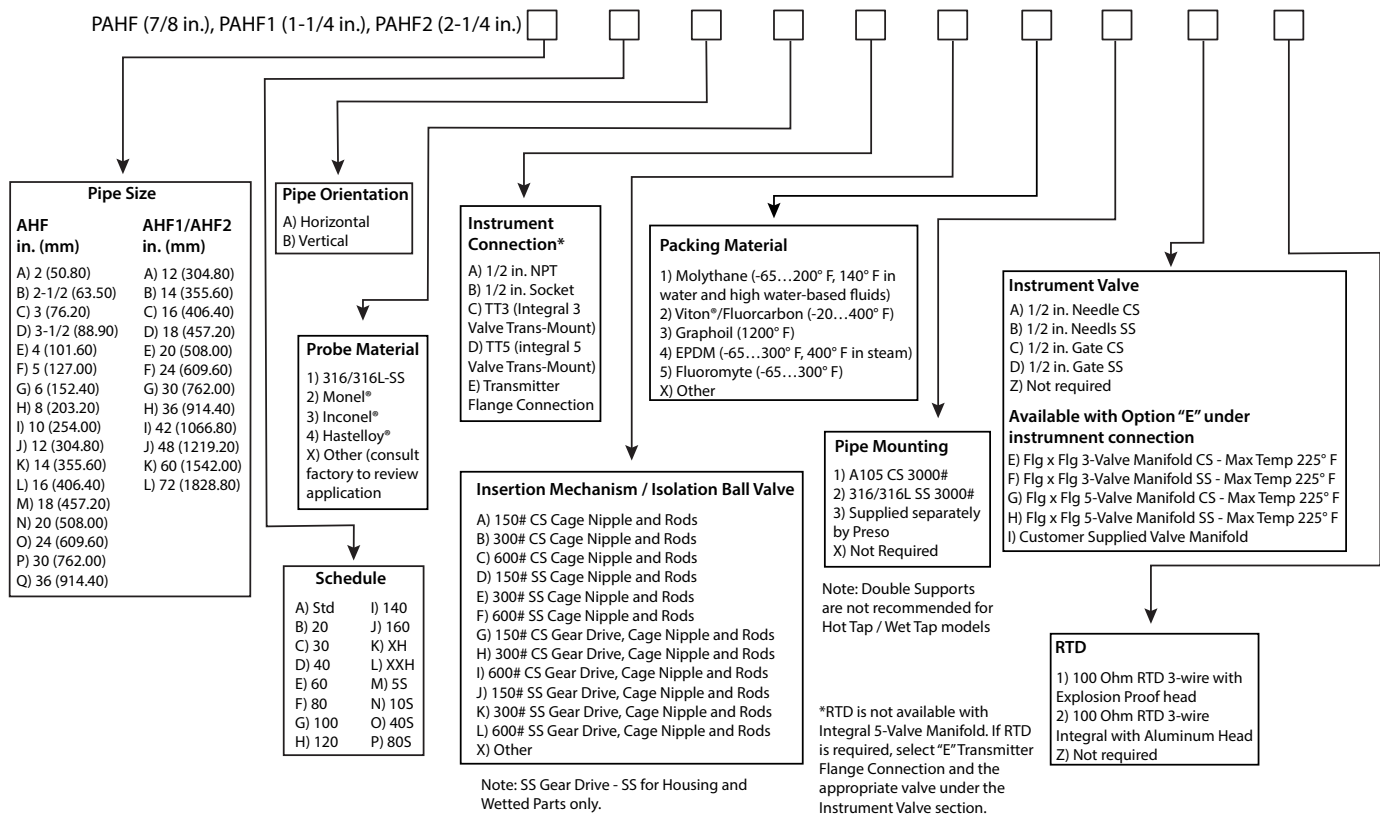 PAHF (7/8 in.), PAHF1 (1-1/4 in.), PAHF2 (2-1/4 in.)
Pipe Size
AHF
in. (mm)
A) 2 (50.80)
B) 2-1/2 (63.50)
C) 3 (76.20)
D) 3-1/2 (88.90)
E) 4 (101.60)
F) 5 (127.00)
G) 6 (152.40)
H) 8 (203.20)
I) 10 (254.00)
J) 12 (304.80)
K) 14 (355.60)
L) 16 (406.40)
M) 18 (457.20)
N) 20 (508.00)
O) 24 (609.60)
P) 30 (762.00)
Q) 36 (914.40)
AHF1/AHF2
in. (mm)
A) 12 (304.80)
B) 14 (355.60)
C) 16 (406.40)
D) 18 (457.20)
E) 20 (508.00)
F) 24 (609.60)
G) 30 (762.00)
H) 36 (914.40)
I) 42 (1066.80)
J) 48 (1219.20)
K) 60 (1542.00)
L) 72 (1828.80)
Schedule
A) Std
B) 20
C) 30
D) 40
E) 60
F) 80
G) 100
H) 120
I) 140
J) 160
K) XH
L) XXH
M) 5S
N) 10S
O) 40S
P) 80S
Pipe Orientation
A) Horizontal
B) Vertical
Probe Material
1) 316/316L-SS
2) Monel®
3) Inconel®
4) Hastelloy®
X) Other (consult
factory to review
application
Instrument
Connection*
A) 1/2 in. NPT
B) 1/2 in. Socket
C) TT3 (Integral 3
Valve Trans-Mount)
D) TT5 (integral 5
Valve Trans-Mount)
E) Transmitter
Flange Connection
Insertion Mechanism / Isolation Ball Valve
A) 150# CS Cage Nipple and Rods
B) 300# CS Cage Nipple and Rods
C) 600# CS Cage Nipple and Rods
D) 150# SS Cage Nipple and Rods
E) 300# SS Cage Nipple and Rods
F) 600# SS Cage Nipple and Rods
G) 150# CS Gear Drive, Cage Nipple and Rods
H) 300# CS Gear Drive, Cage Nipple and Rods
I) 600# CS Gear Drive, Cage Nipple and Rods
J) 150# SS Gear Drive, Cage Nipple and Rods
K) 300# SS Gear Drive, Cage Nipple and Rods
L) 600# SS Gear Drive, Cage Nipple and Rods
X) Other
Note: SS Gear Drive - SS for Housing and
Wetted Parts only.
Packing Material
1) Molythane (-65…200° F, 140° F in
water and high water-based fluids)
2) Viton®/Fluorcarbon (-20…400° F)
3) Graphoil (1200° F)
4) EPDM (-65…300° F, 400° F in steam)
5) Fluoromyte (-65…300° F)
X) Other
Pipe Mounting
1) A105 CS 3000#
2) 316/316L SS 3000#
3) Supplied separately
by Preso
X) Not Required
Note: Double Supports
are not recommended for
Hot Tap / Wet Tap models
*RTD is not available with
Integral 5-Valve Manifold. If RTD
is required, select "E" Transmitter
Flange Connection and the
appropriate valve under the
Instrument Valve section.
Instrument Valve
A) 1/2 in. Needle CS
B) 1/2 in. Needls SS
C) 1/2 in. Gate CS
D) 1/2 in. Gate SS
Z) Not required
Available with Option "E" under
instrumnent connection
E) Flg x Flg 3-Valve Manifold CS - Max Temp 225° F
F) Flg x Flg 3-Valve Manifold SS - Max Temp 225° F
G) Flg x Flg 5-Valve Manifold CS - Max Temp 225° F
H) Flg x Flg 5-Valve Manifold SS - Max Temp 225° F
I) Customer Supplied Valve Manifold
RTD
1) 100 Ohm RTD 3-wire with
Explosion Proof head
2) 100 Ohm RTD 3-wire
Integral with Aluminum Head
Z) Not required